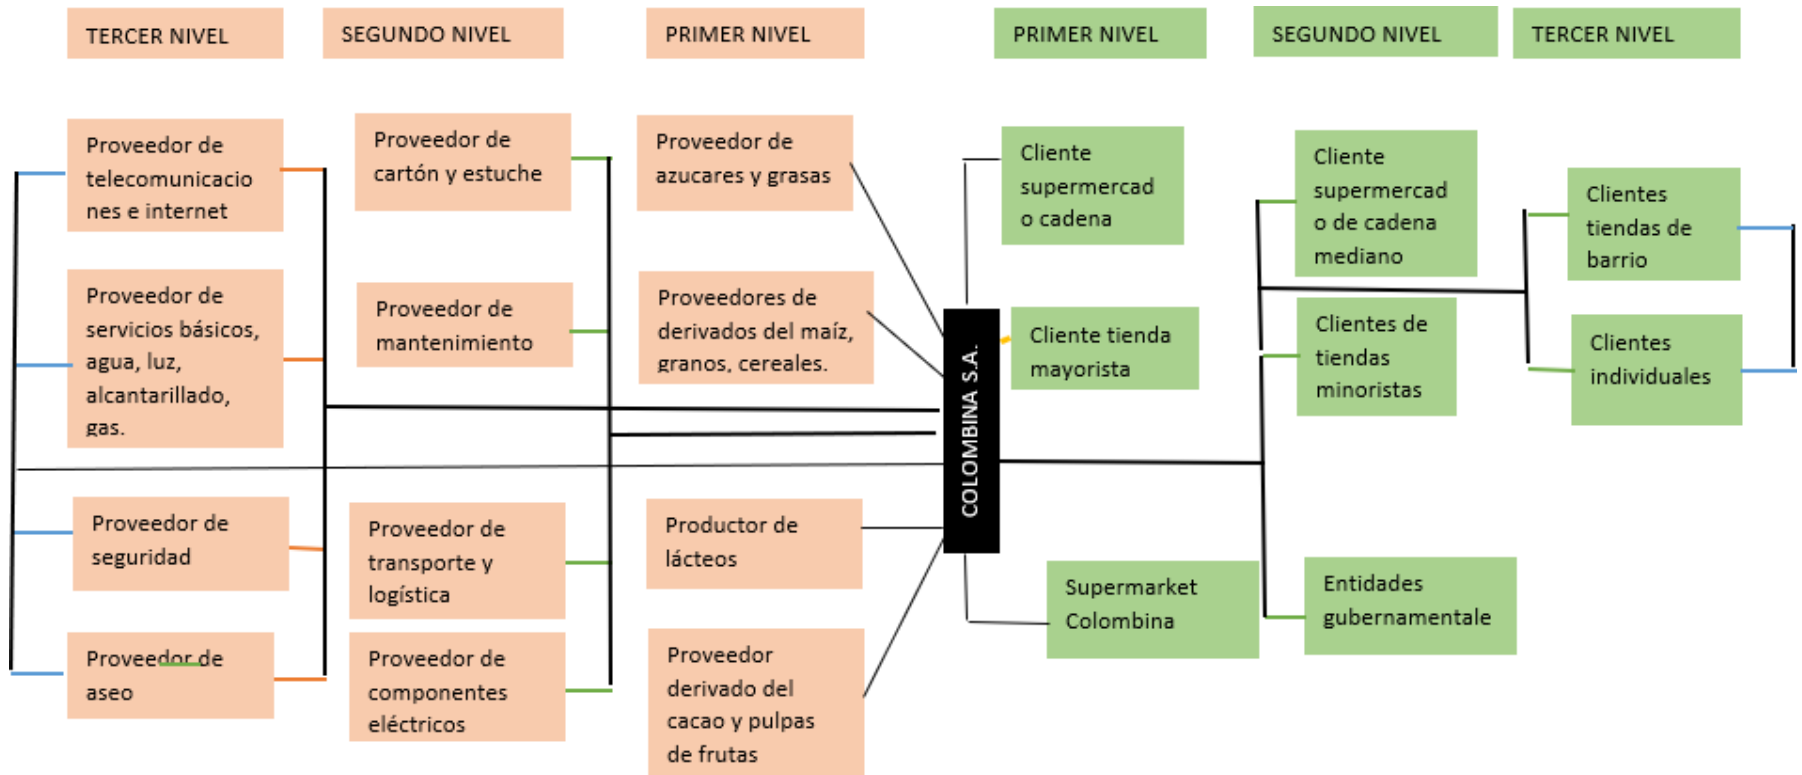 TERCER NIVEL
SEGUNDO NIVEL
PRIMER NIVEL
PRIMER NIVEL
SEGUNDO NIVEL
TERCER NIVEL
Proveedor de
telecomunicacio
nes e internet
Proveedor de
servicios básicos,
agua, luz,
alcantarillado,
gas.
Proveedor de
seguridad
Proveedor de
aseo
Proveedor de
cartón y estuche
Proveedor de
mantenimiento
Proveedor de
transporte y
logística
Proveedor de
componentes
eléctricos
Proveedor de
azucares y grasas
Proveedores de
derivados del maíz,
granos, cereales.
Productor de
lácteos
Proveedor
derivado del
cacao y pulpas
de frutas
COLOMBINA S.A.
Cliente
supermercad
o cadena
Cliente tienda
mayorista
Supermarket
Colombina
Cliente
supermercad
o de cadena
mediano
Clientes de
tiendas
minoristas
Entidades
gubernamentale
Clientes
tiendas de
barrio
Clientes
individuales